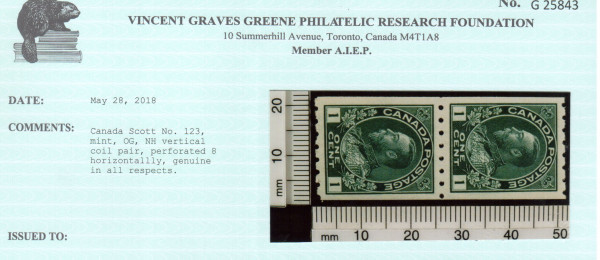 No. G 25843
VINCENT GRAVES GREENE PHILATELIC RESEARCH FOUNDATION
10 Summerhill Avenue, Toronto, Canada M4T1A8
Member A.I.E.P.
DATE: May 28, 2018
COMMENTS: Canada Scott No. 123,
mint, OG, NH vertical
coil pair, perforated 8
horizontallly, genuine
in all respects.
ISSUED TO:
20
10
mm
CANADA POSTAGE
1 ONE CENT 1
CANADA POSTAGE
1 ONE CENT 1
mm 10 20 30 40 50